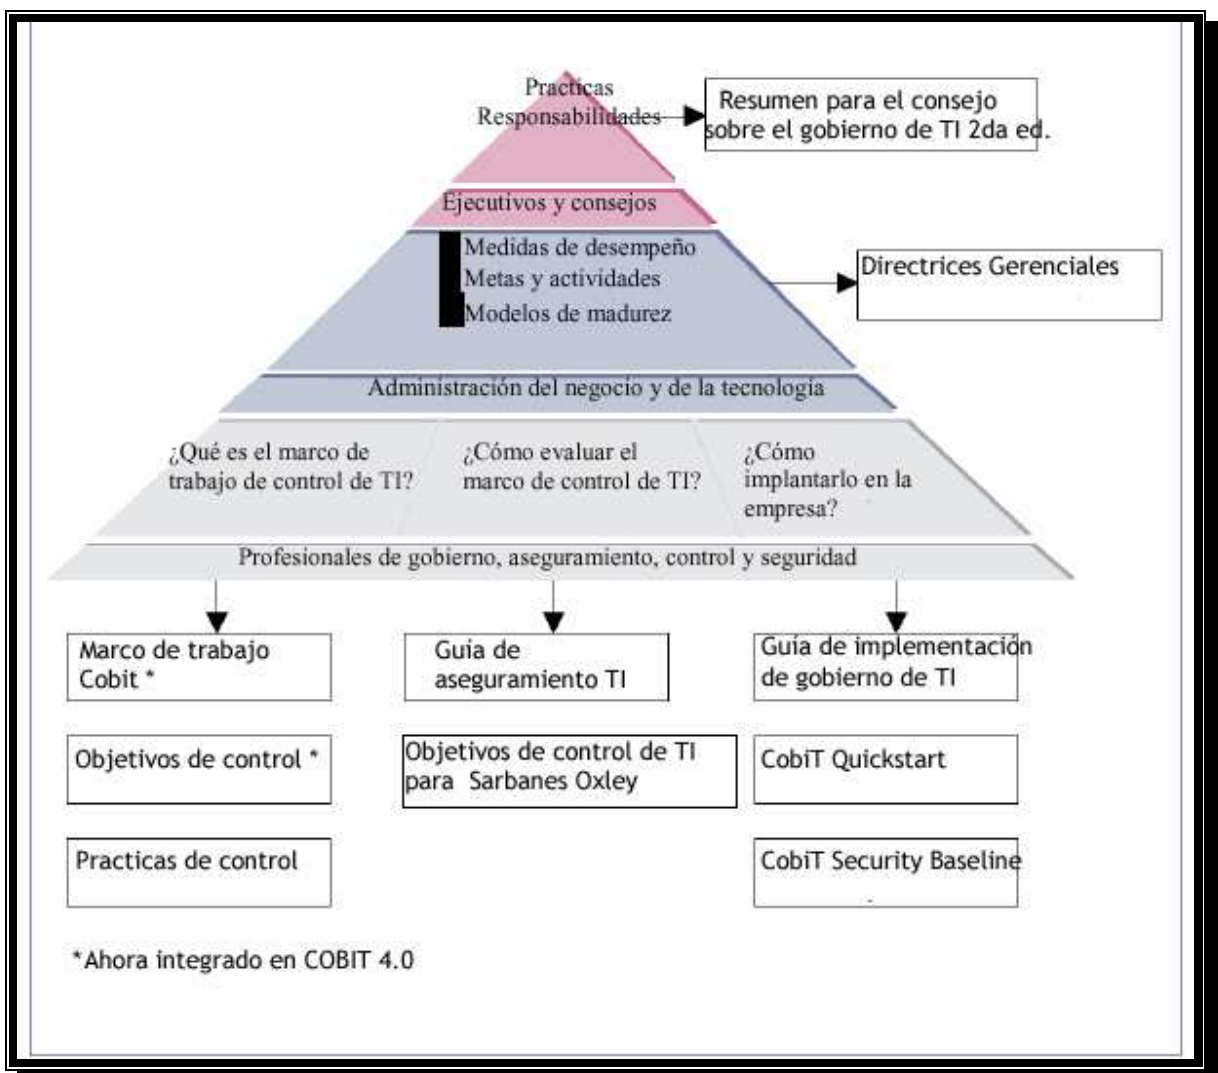 Practicas
Responsabilidades
Resumen para el consejo
sobre el gobierno de TI 2da ed.
Ejecutivos y consejos
Medidas de desempeño
Metas y actividades
Modelos de madurez
Directrices Gerenciales
Administración del negocio y de la tecnología
¿Qué es el marco de
trabajo de control de TI?
¿Cómo evaluar el
marco de control de TI?
¿Cómo
implantarlo en la
empresa?
Profesionales de gobierno, aseguramiento, control y seguridad
Marco de trabajo
Cobit *
Guia de
aseguramiento TI
Guía de implementación
de gobierno de TI
Objetivos de control *
Objetivos de control de TI
para Sarbanes Oxley
CobiT Quickstart
Practicas de control
CobiT Security Baseline
*Ahora integrado en COBIT 4.0